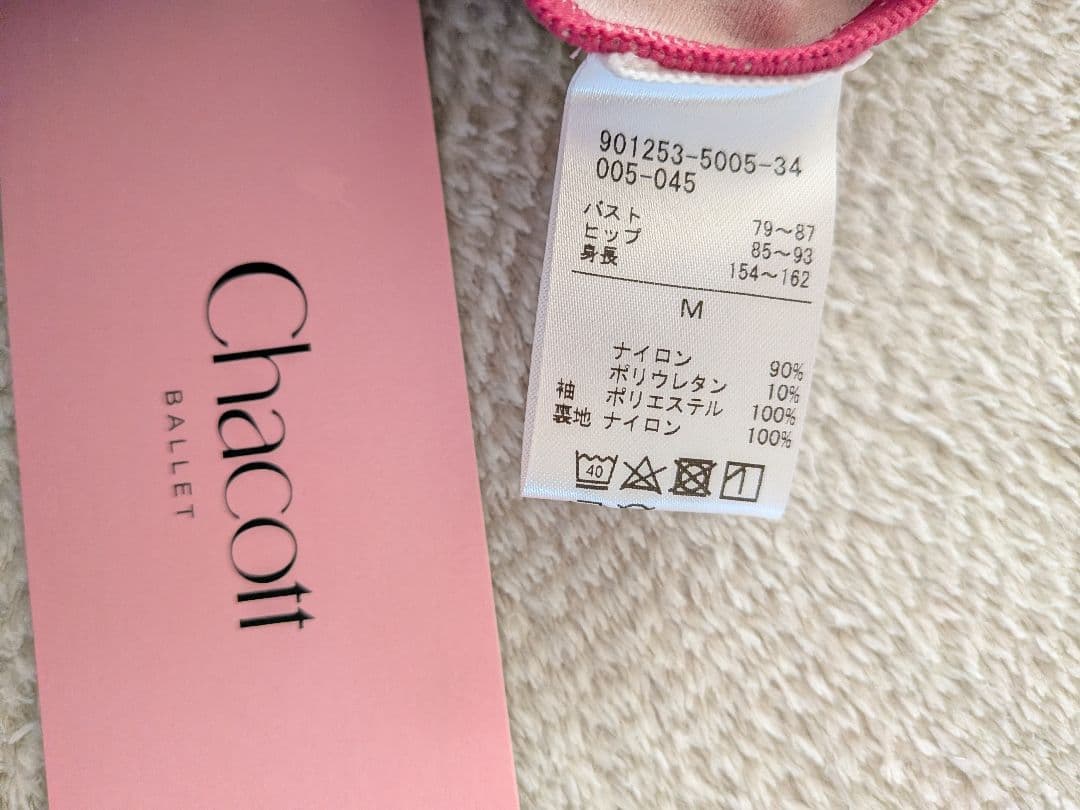 Chacott
BALLET
901253-5005-34
005-045
バスト 79〜87
ヒップ 85〜93
身長 154〜162
M
ナイロン 90%
ポリウレタン 10%
袖 ポリエステル 100%
裏地 ナイロン 100%
40